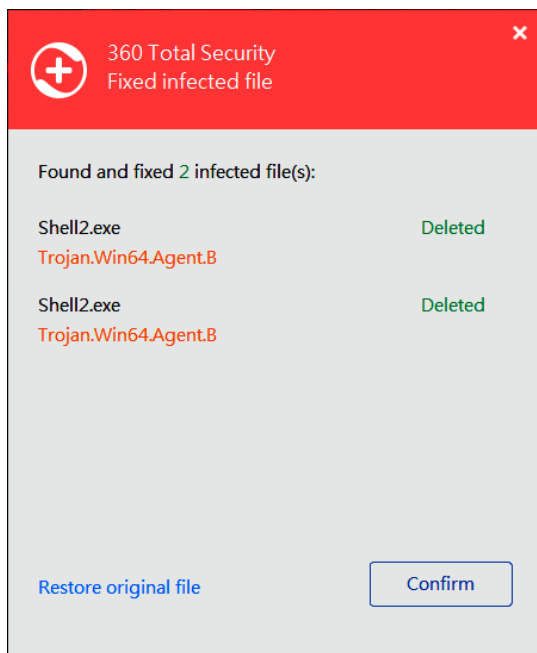 360 Total Security
Fixed infected file
Found and fixed 2 infected file(s):
Shell2.exe Deleted
Trojan.Win64.Agent.B
Shell2.exe Deleted
Trojan.Win64.Agent.B
Restore original file Confirm